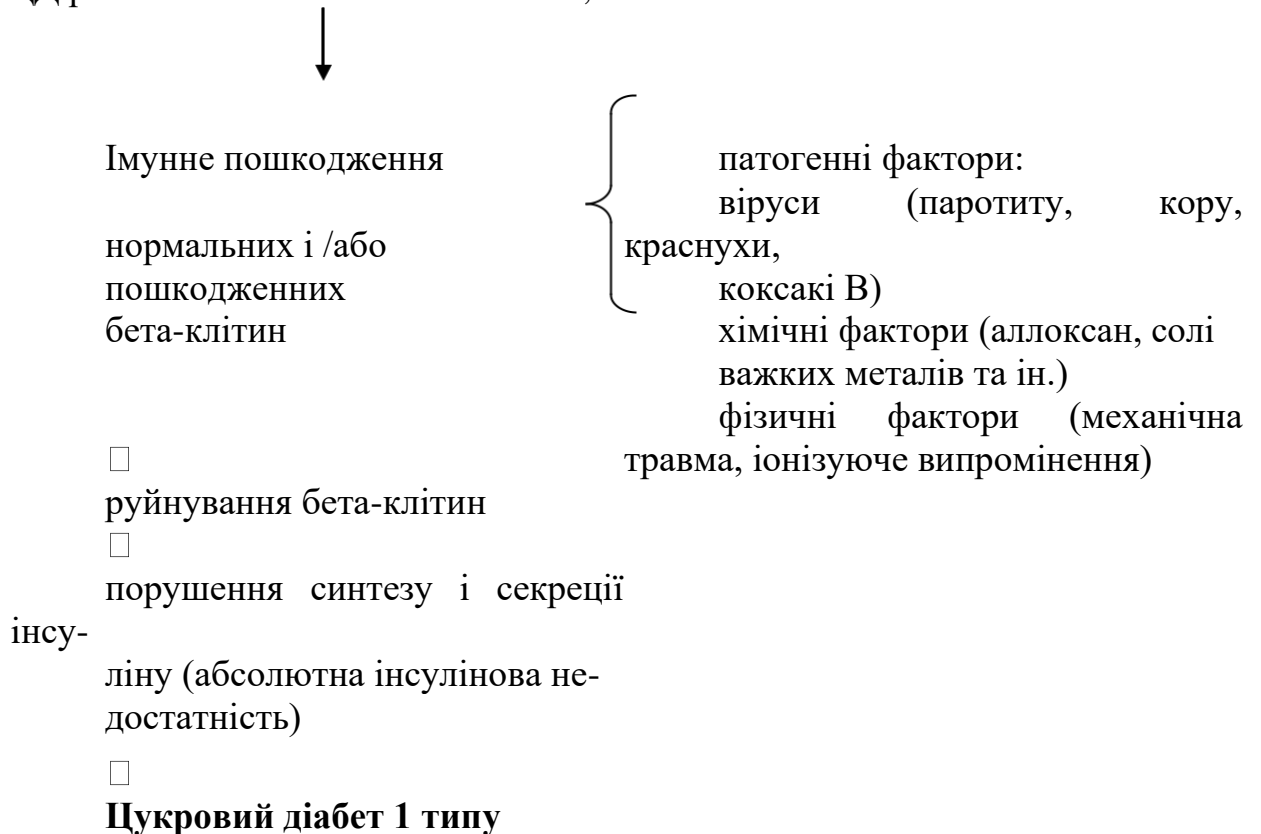 Імунне пошкодження
нормальних і /або
пошкодженних
бета-клітин
патогенні фактори:
віруси (паротиту, кору,
краснухи,
коксакі В)
хімічні фактори (аллоксан, солі
важких металів та ін.)
фізичні фактори (механічна
травма, іонізуюче випромінення)
руйнування бета-клітин
порушення синтезу і секреції
інсу-
ліну (абсолютна інсулінова не-
достатність)
Цукровий діабет 1 типу